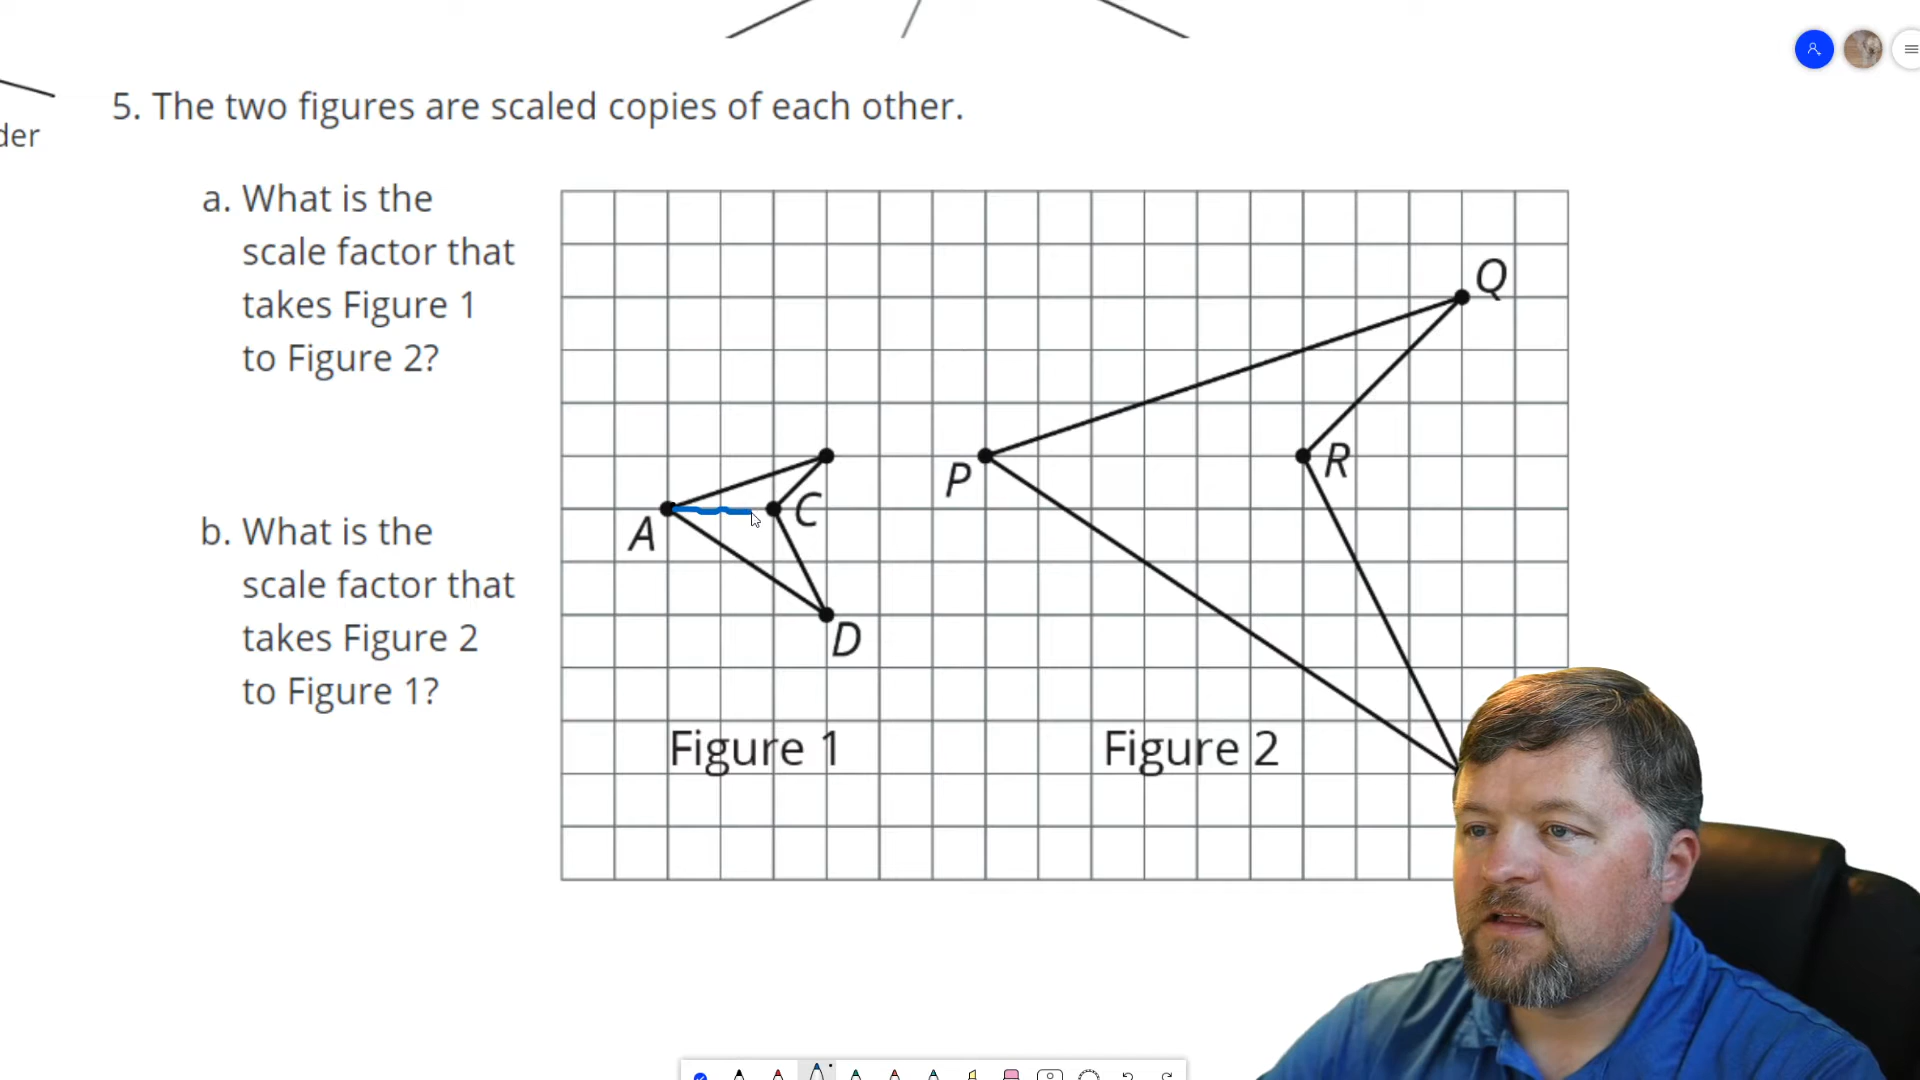 der
5. The two figures are scaled copies of each other.
a. What is the
scale factor that
takes Figure 1
to Figure 2?
b. What is the
scale factor that
takes Figure 2
to Figure 1?
Q
P
R
A
C
D
Figure 1
Figure 2